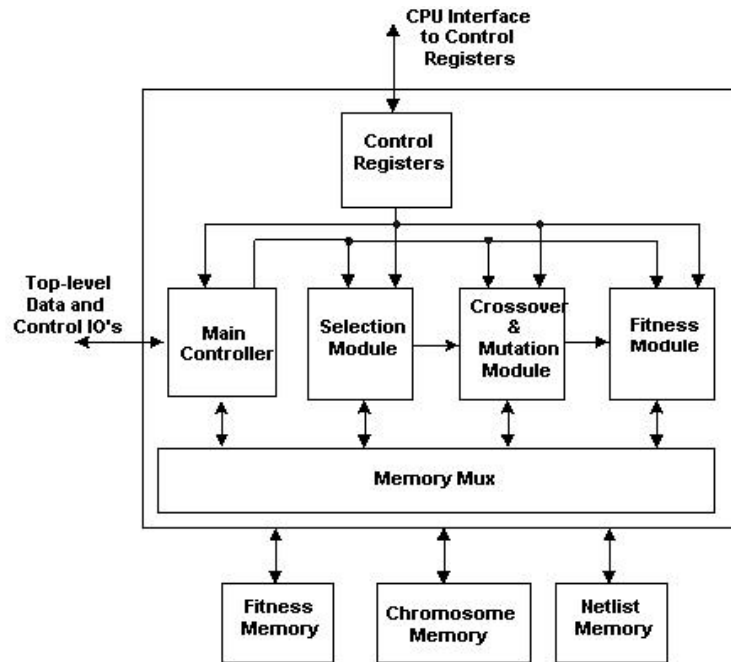 CPU Interface
to Control
Registers
Control
Registers
Top-level
Data and
Control IO's
Main
Controller
Selection
Module
Crossover
&
Mutation
Module
Fitness
Module
Memory Mux
Fitness
Memory
Chromosome
Memory
Netlist
Memory